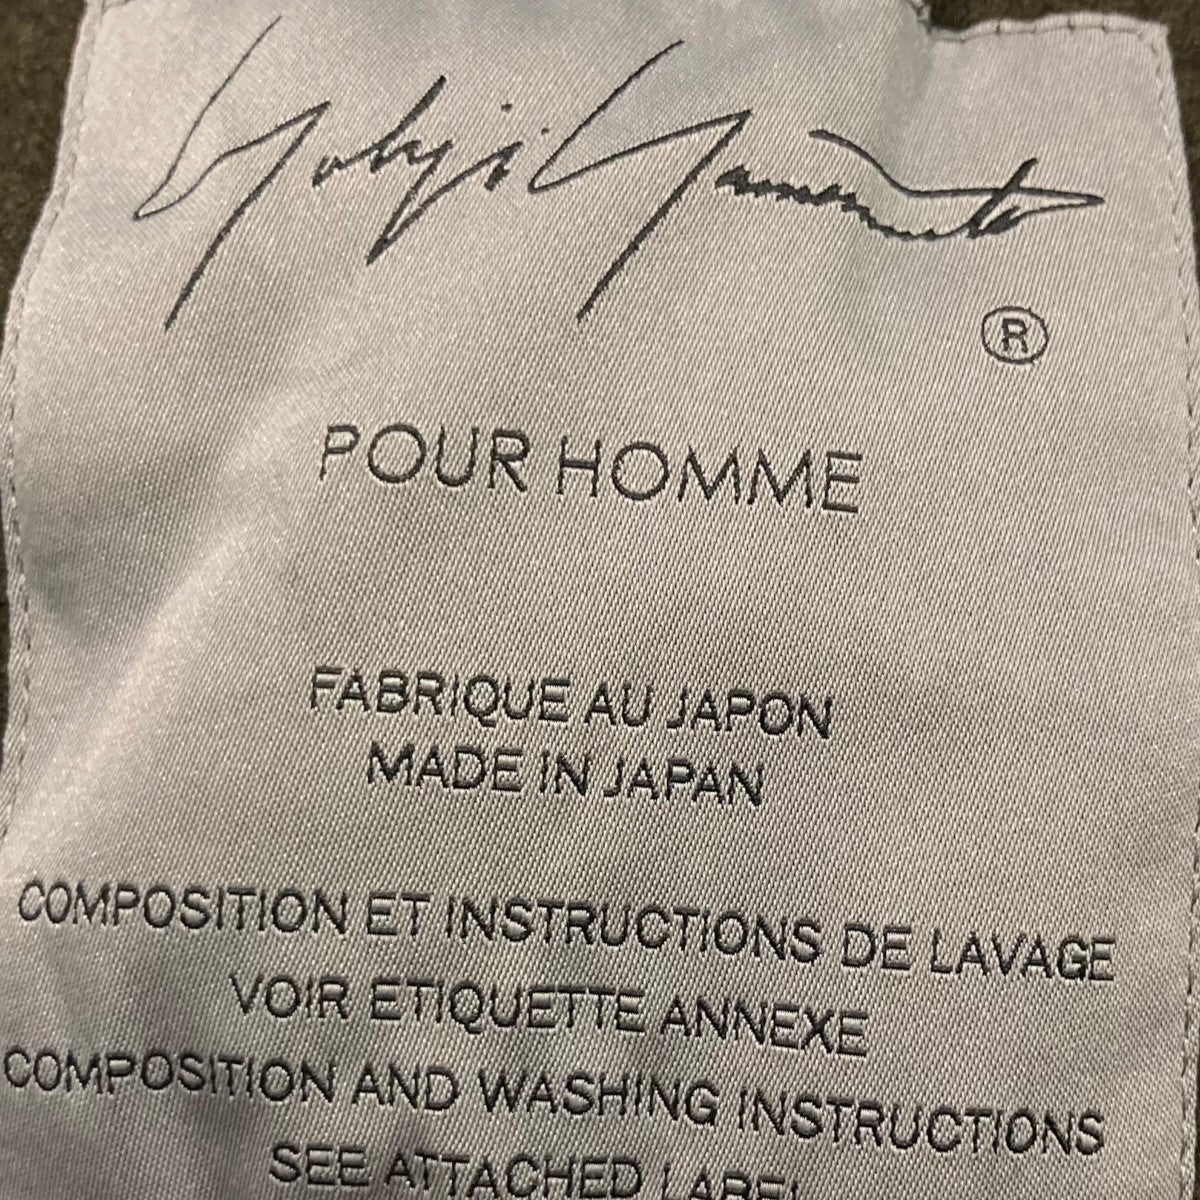 Yohji Yamamoto
®
POUR HOMME
FABRIQUE AU JAPON
MADE IN JAPAN
COMPOSITION ET INSTRUCTIONS DE LAVAGE
VOIR ETIQUETTE ANNEXE
COMPOSITION AND WASHING INSTRUCTIONS
SEE ATTACHED LABEL